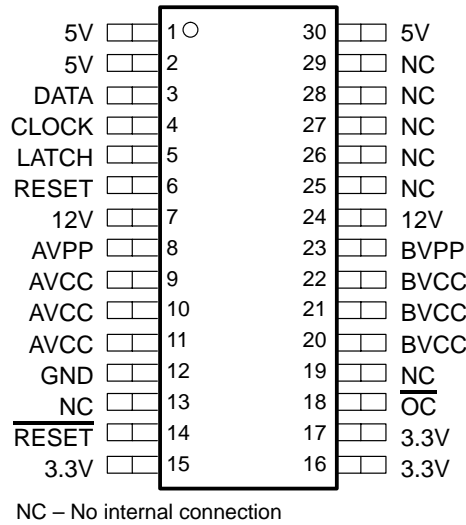 5V 1 30 5V
5V 2 29 NC
DATA 3 28 NC
CLOCK 4 27 NC
LATCH 5 26 NC
RESET 6 25 NC
12V 7 24 12V
AVPP 8 23 BVPP
AVCC 9 22 BVCC
AVCC 10 21 BVCC
AVCC 11 20 BVCC
GND 12 19 NC
NC 13 18 O̅C̅
R̅E̅S̅E̅T̅ 14 17 3.3V
3.3V 15 16 3.3V
NC – No internal connection